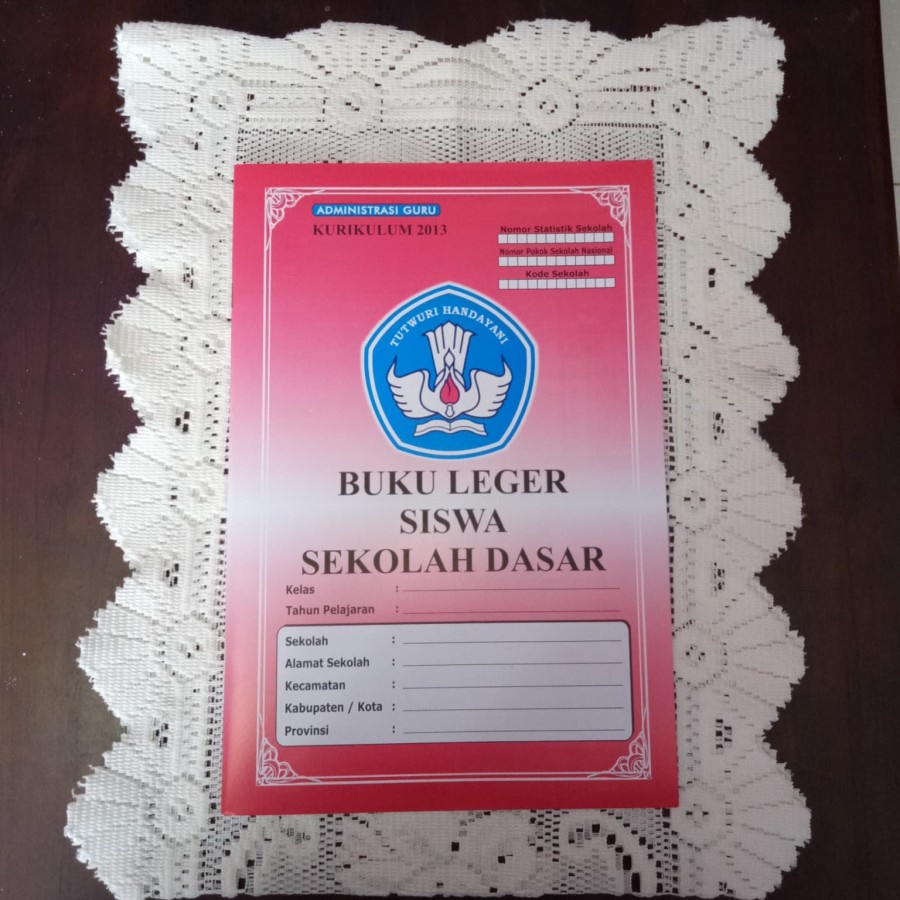 ADMINISTRASI GURU
KURIKULUM 2013
Nomor Statistik Sekolah
Nomor Pokok Sekolah Nasional
Kode Sekolah
TUTWURI HANDAYANI
BUKU LEGER
SISWA
SEKOLAH DASAR
Kelas :
Tahun Pelajaran :
Sekolah :
Alamat Sekolah :
Kecamatan :
Kabupaten / Kota :
Provinsi :